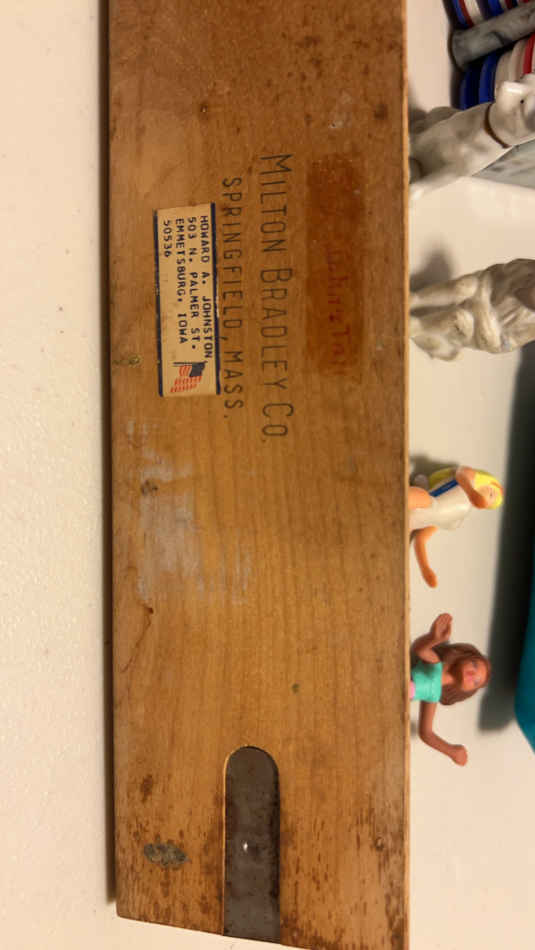 MILTON BRADLEY CO.
SPRINGFIELD, MASS.
HOWARD A. JOHNSTON
503 N. PALMER ST.
EMMETSBURG, IOWA
50536